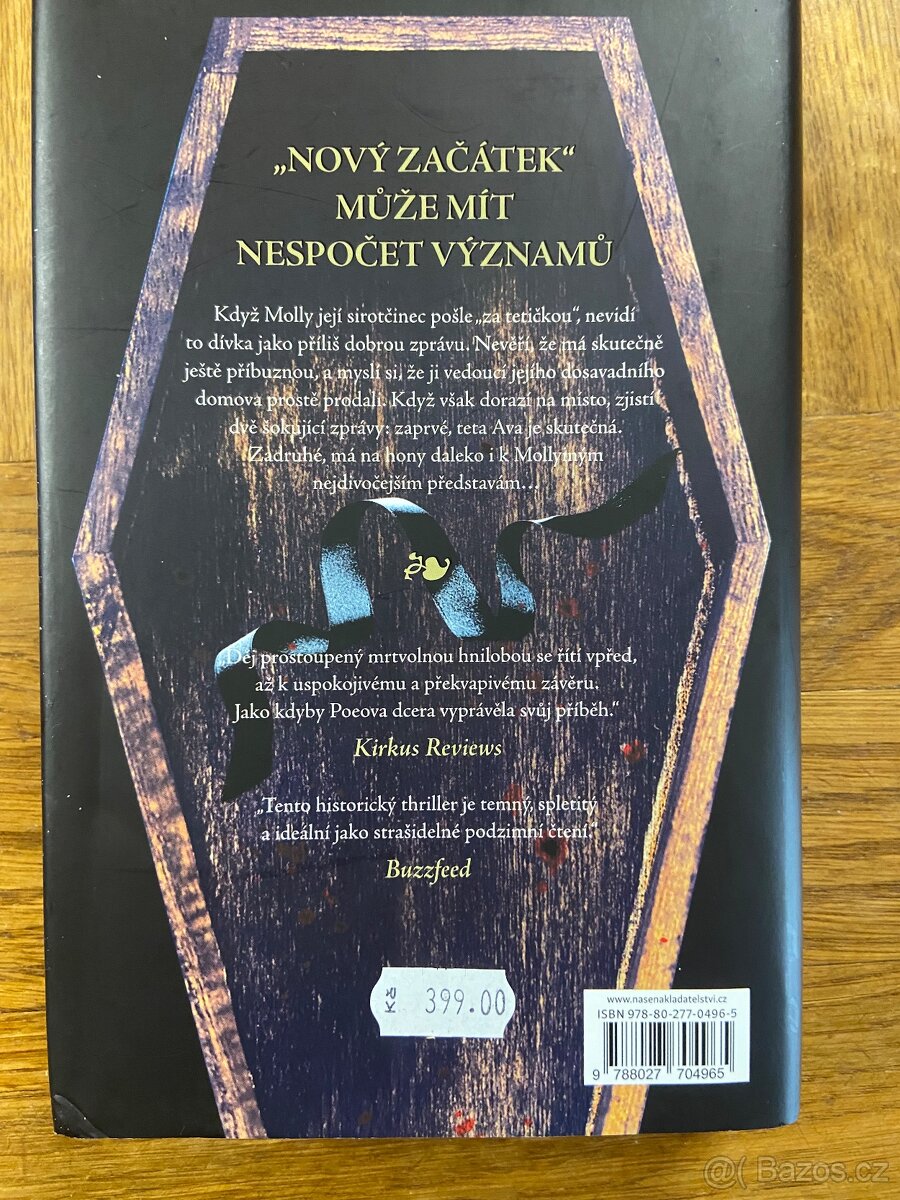 „NOVÝ ZAČÁTEK“
MŮŽE MÍT
NESPOČET VÝZNAMŮ
Když Molly její sirotčinec pošle „za tetičkou“, nevidí
to dívka jako příliš dobrou zprávu. Nevěří, že má skutečně
ještě příbuznou, a myslí si, že ji vedoucí jejího dosavadního
domova prostě prodali. Když však dorazí na místo, zjistí
dvě šokující zprávy: zaprvé, teta Ava je skutečná.
Zadruhé, má na hony daleko i k Mollyiným
nejdivočejším představám…
„Děj prostoupený mrtvolnou hnilobou se řítí vpřed,
až k uspokojivému a překvapivému závěru.
Jako kdyby Poeova dcera vyprávěla svůj příběh.“
Kirkus Reviews
„Tento historický thriller je temný, spletitý
a ideální jako strašidelné podzimní čtení.“
Buzzfeed
Kč 399.00
www.nasenakladatelstvi.cz
ISBN 978-80-277-0496-5
9 788027 704965
@( Bazos.cz